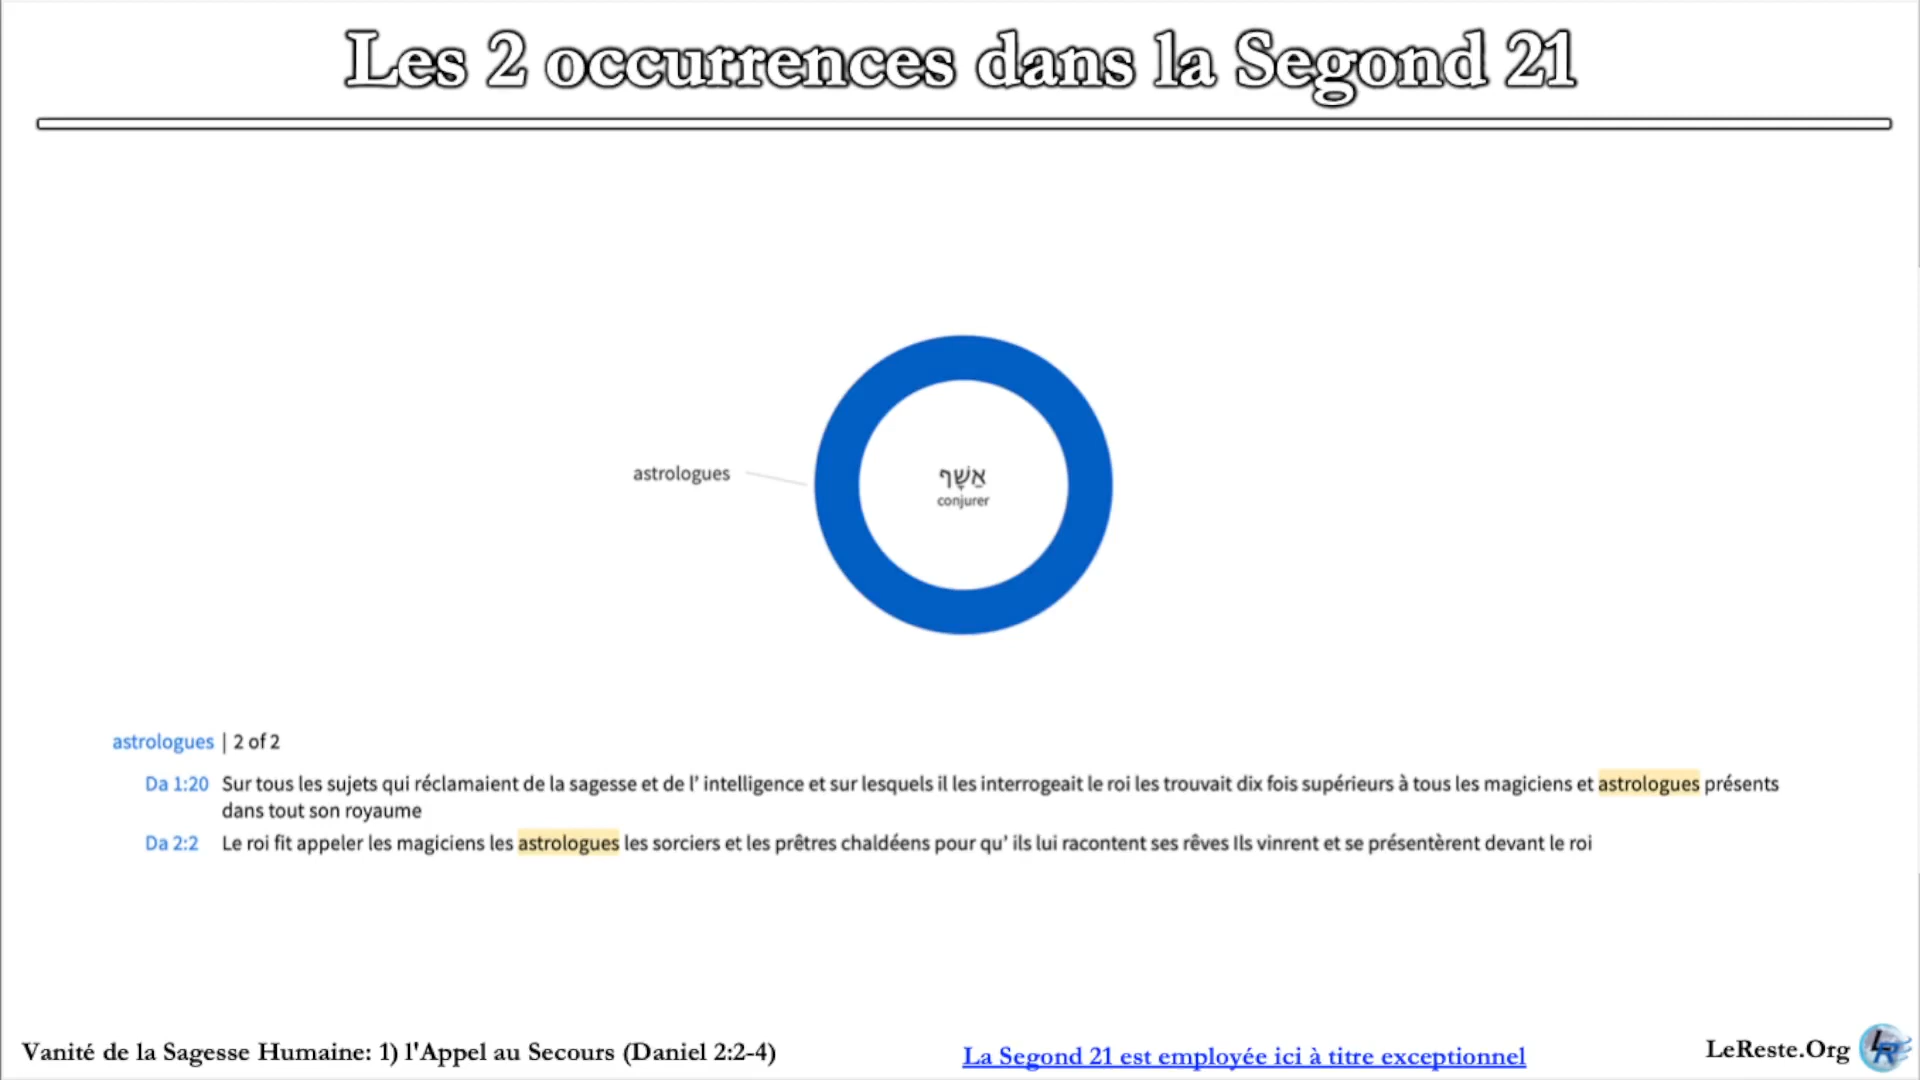 Les 2 occurrences dans la Segond 21
astrologues
אַשָּׁף
conjurer
astrologues | 2 of 2
Da 1:20 Sur tous les sujets qui réclamaient de la sagesse et de l’ intelligence et sur lesquels il les interrogeait le roi les trouvait dix fois supérieurs à tous les magiciens et astrologues présents
dans tout son royaume
Da 2:2 Le roi fit appeler les magiciens les astrologues les sorciers et les prêtres chaldéens pour qu’ ils lui racontent ses rêves Ils vinrent et se présentèrent devant le roi
Vanité de la Sagesse Humaine: 1) l'Appel au Secours (Daniel 2:2-4)
La Segond 21 est employée ici à titre exceptionnel
LeReste.Org
LR